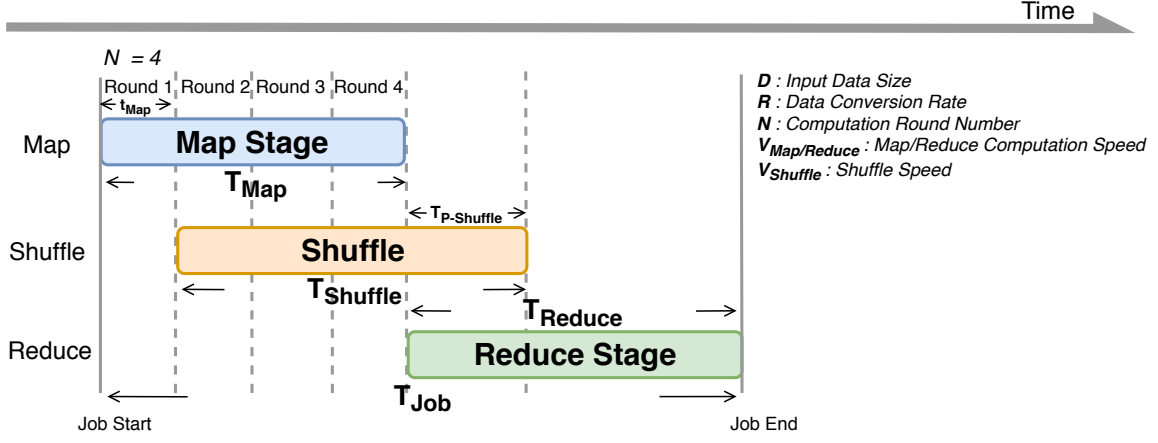 Time
N = 4
Round 1 Round 2 Round 3 Round 4
tMap
Map
Map Stage
TMap
TP-Shuffle
Shuffle
Shuffle
TShuffle
TReduce
Reduce
Reduce Stage
TJob
Job Start
Job End
D : Input Data Size
R : Data Conversion Rate
N : Computation Round Number
VMap/Reduce : Map/Reduce Computation Speed
VShuffle : Shuffle Speed